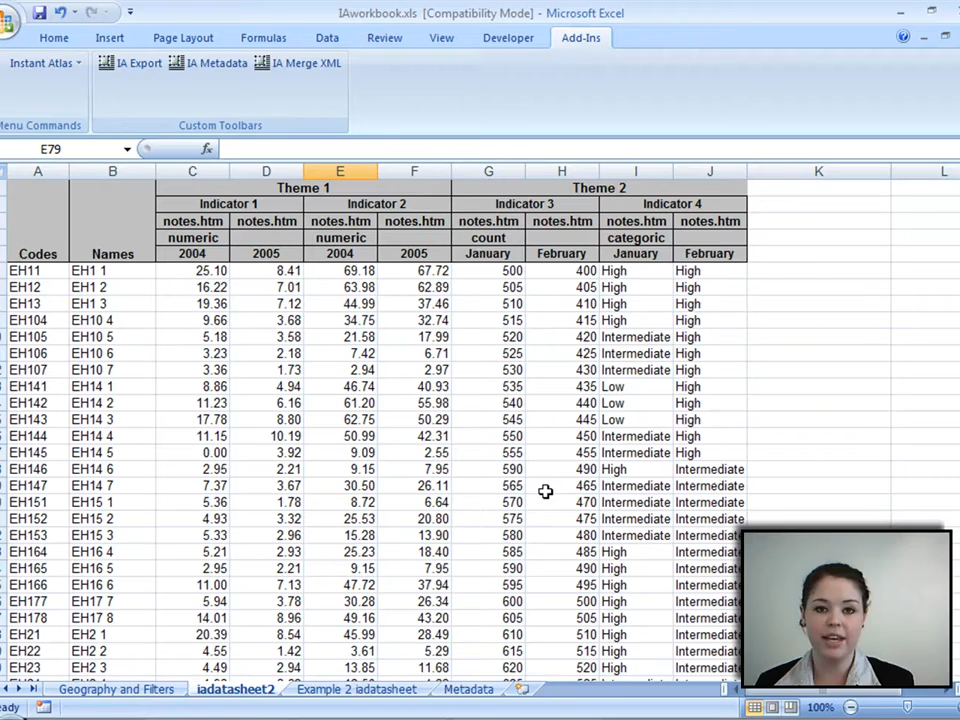 IAworkbook.xls [Compatibility Mode] - Microsoft Excel
Home Insert Page Layout Formulas Data Review View Developer Add-Ins
Instant Atlas IA Export IA Metadata IA Merge XML
Menu Commands Custom Toolbars
E79 fx
A B C D E F G H I J K L
Theme 1 Theme 2
Indicator 1 Indicator 2 Indicator 3 Indicator 4
notes.htm notes.htm notes.htm notes.htm notes.htm notes.htm notes.htm notes.htm
numeric numeric count categoric
Codes Names 2004 2005 2004 2005 January February January February
EH11 EH1 1 25.10 8.41 69.18 67.72 500 400 High High
EH12 EH1 2 16.22 7.01 63.98 62.89 505 405 High High
EH13 EH1 3 19.36 7.12 44.99 37.46 510 410 High High
EH104 EH10 4 9.66 3.68 34.75 32.74 515 415 High High
EH105 EH10 5 5.18 3.58 21.58 17.99 520 420 Intermediate High
EH106 EH10 6 3.23 2.18 7.42 6.71 525 425 Intermediate High
EH107 EH10 7 3.36 1.73 2.94 2.97 530 430 Intermediate High
EH141 EH14 1 8.86 4.94 46.74 40.93 535 435 Low High
EH142 EH14 2 11.23 6.16 61.20 55.98 540 440 Low High
EH143 EH14 3 17.78 8.80 62.75 50.29 545 445 Low High
EH144 EH14 4 11.15 10.19 50.99 42.31 550 450 Intermediate High
EH145 EH14 5 0.00 3.92 9.09 2.55 555 455 Intermediate High
EH146 EH14 6 2.95 2.21 9.15 7.95 590 490 High Intermediate
EH147 EH14 7 7.37 3.67 30.50 26.11 565 465 Intermediate Intermediate
EH151 EH15 1 5.36 1.78 8.72 6.64 570 470 Intermediate Intermediate
EH152 EH15 2 4.93 3.32 25.53 20.80 575 475 Intermediate Intermediate
EH153 EH15 3 5.33 2.96 15.28 13.90 580 480 Intermediate Intermediate
EH164 EH16 4 5.21 2.93 25.23 18.40 585 485 High Intermediate
EH165 EH16 5 2.95 2.21 9.15 7.95 590 490 High Intermediate
EH166 EH16 6 11.00 7.13 47.72 37.94 595 495 High Intermediate
EH177 EH17 7 5.94 3.78 30.28 26.34 600 500 High Intermediate
EH178 EH17 8 14.01 8.96 49.16 43.20 605 505 High Intermediate
EH21 EH2 1 20.39 8.54 45.99 28.49 610 510 High Intermediate
EH22 EH2 2 4.55 1.42 3.61 5.29 615 515 High Intermediate
EH23 EH2 3 4.49 2.94 13.85 11.68 620 520 High Intermediate
Geography and Filters iadatasheet2 Example 2 iadatasheet Metadata
eady 100%